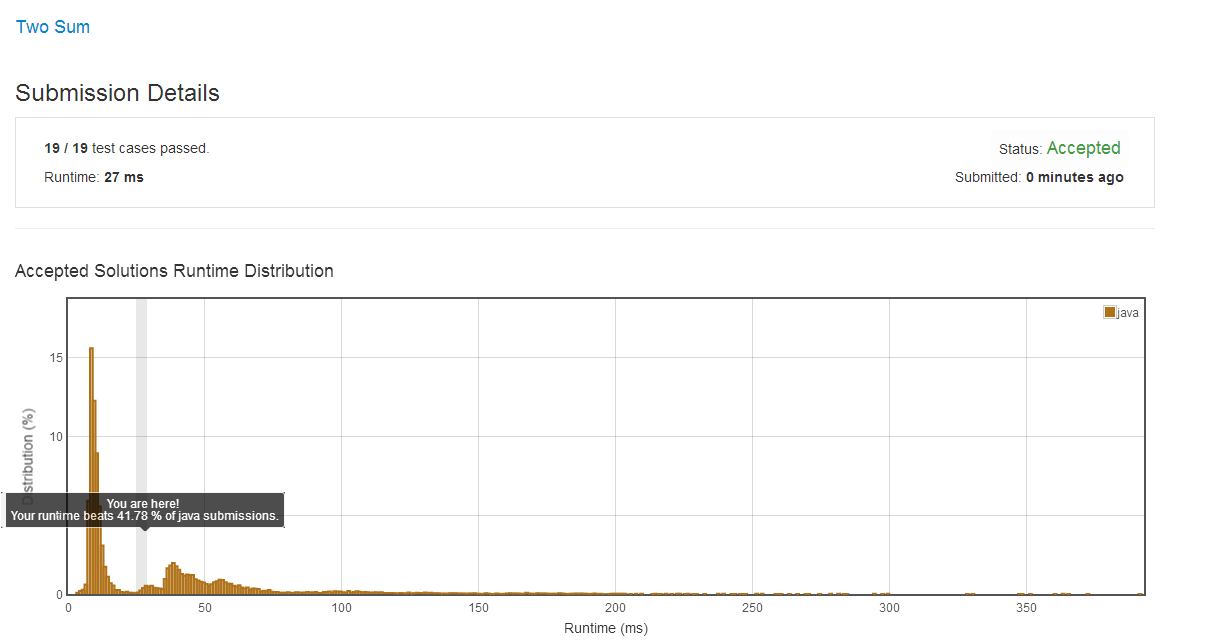 Two Sum
Submission Details
19 / 19 test cases passed.
Status: Accepted
Runtime: 27 ms
Submitted: 0 minutes ago
Accepted Solutions Runtime Distribution
java
15
10
Distribution (%)
You are here!
Your runtime beats 41.78 % of java submissions.
0
0 50 100 150 200 250 300 350
Runtime (ms)